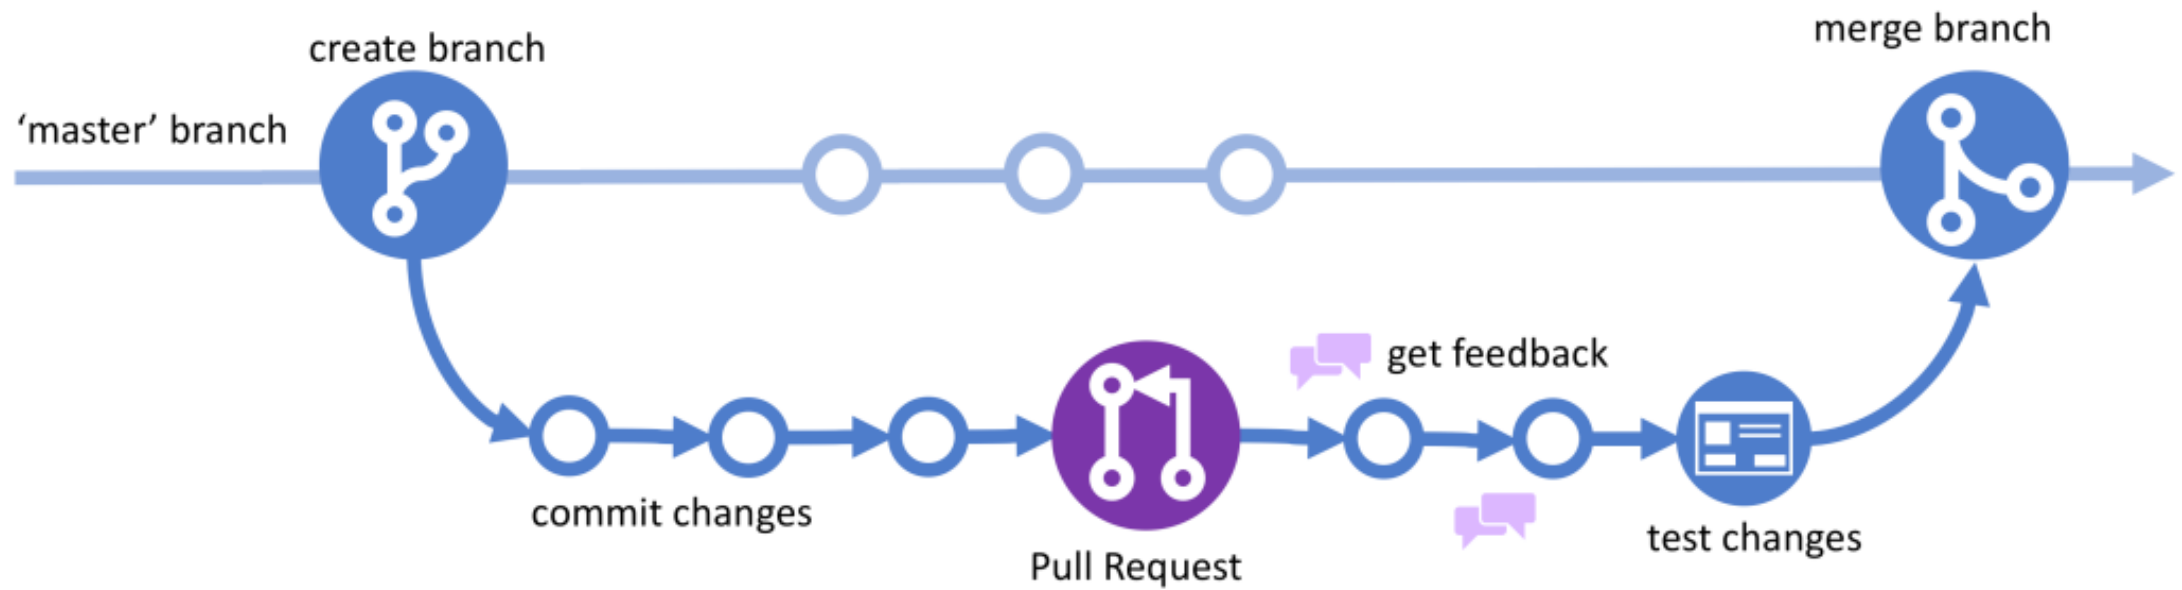 create branch
merge branch
‘master’ branch
get feedback
commit changes
test changes
Pull Request